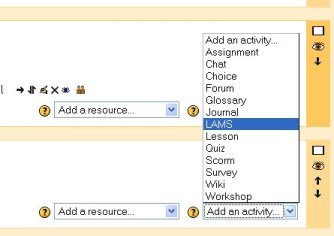 Add an activity...
Assignment
Chat
Choice
Forum
Glossary
Journal
LAMS
Lesson
Quiz
Scorm
Survey
Wiki
Workshop
? Add a resource... ?
? Add a resource... ? Add an activity...